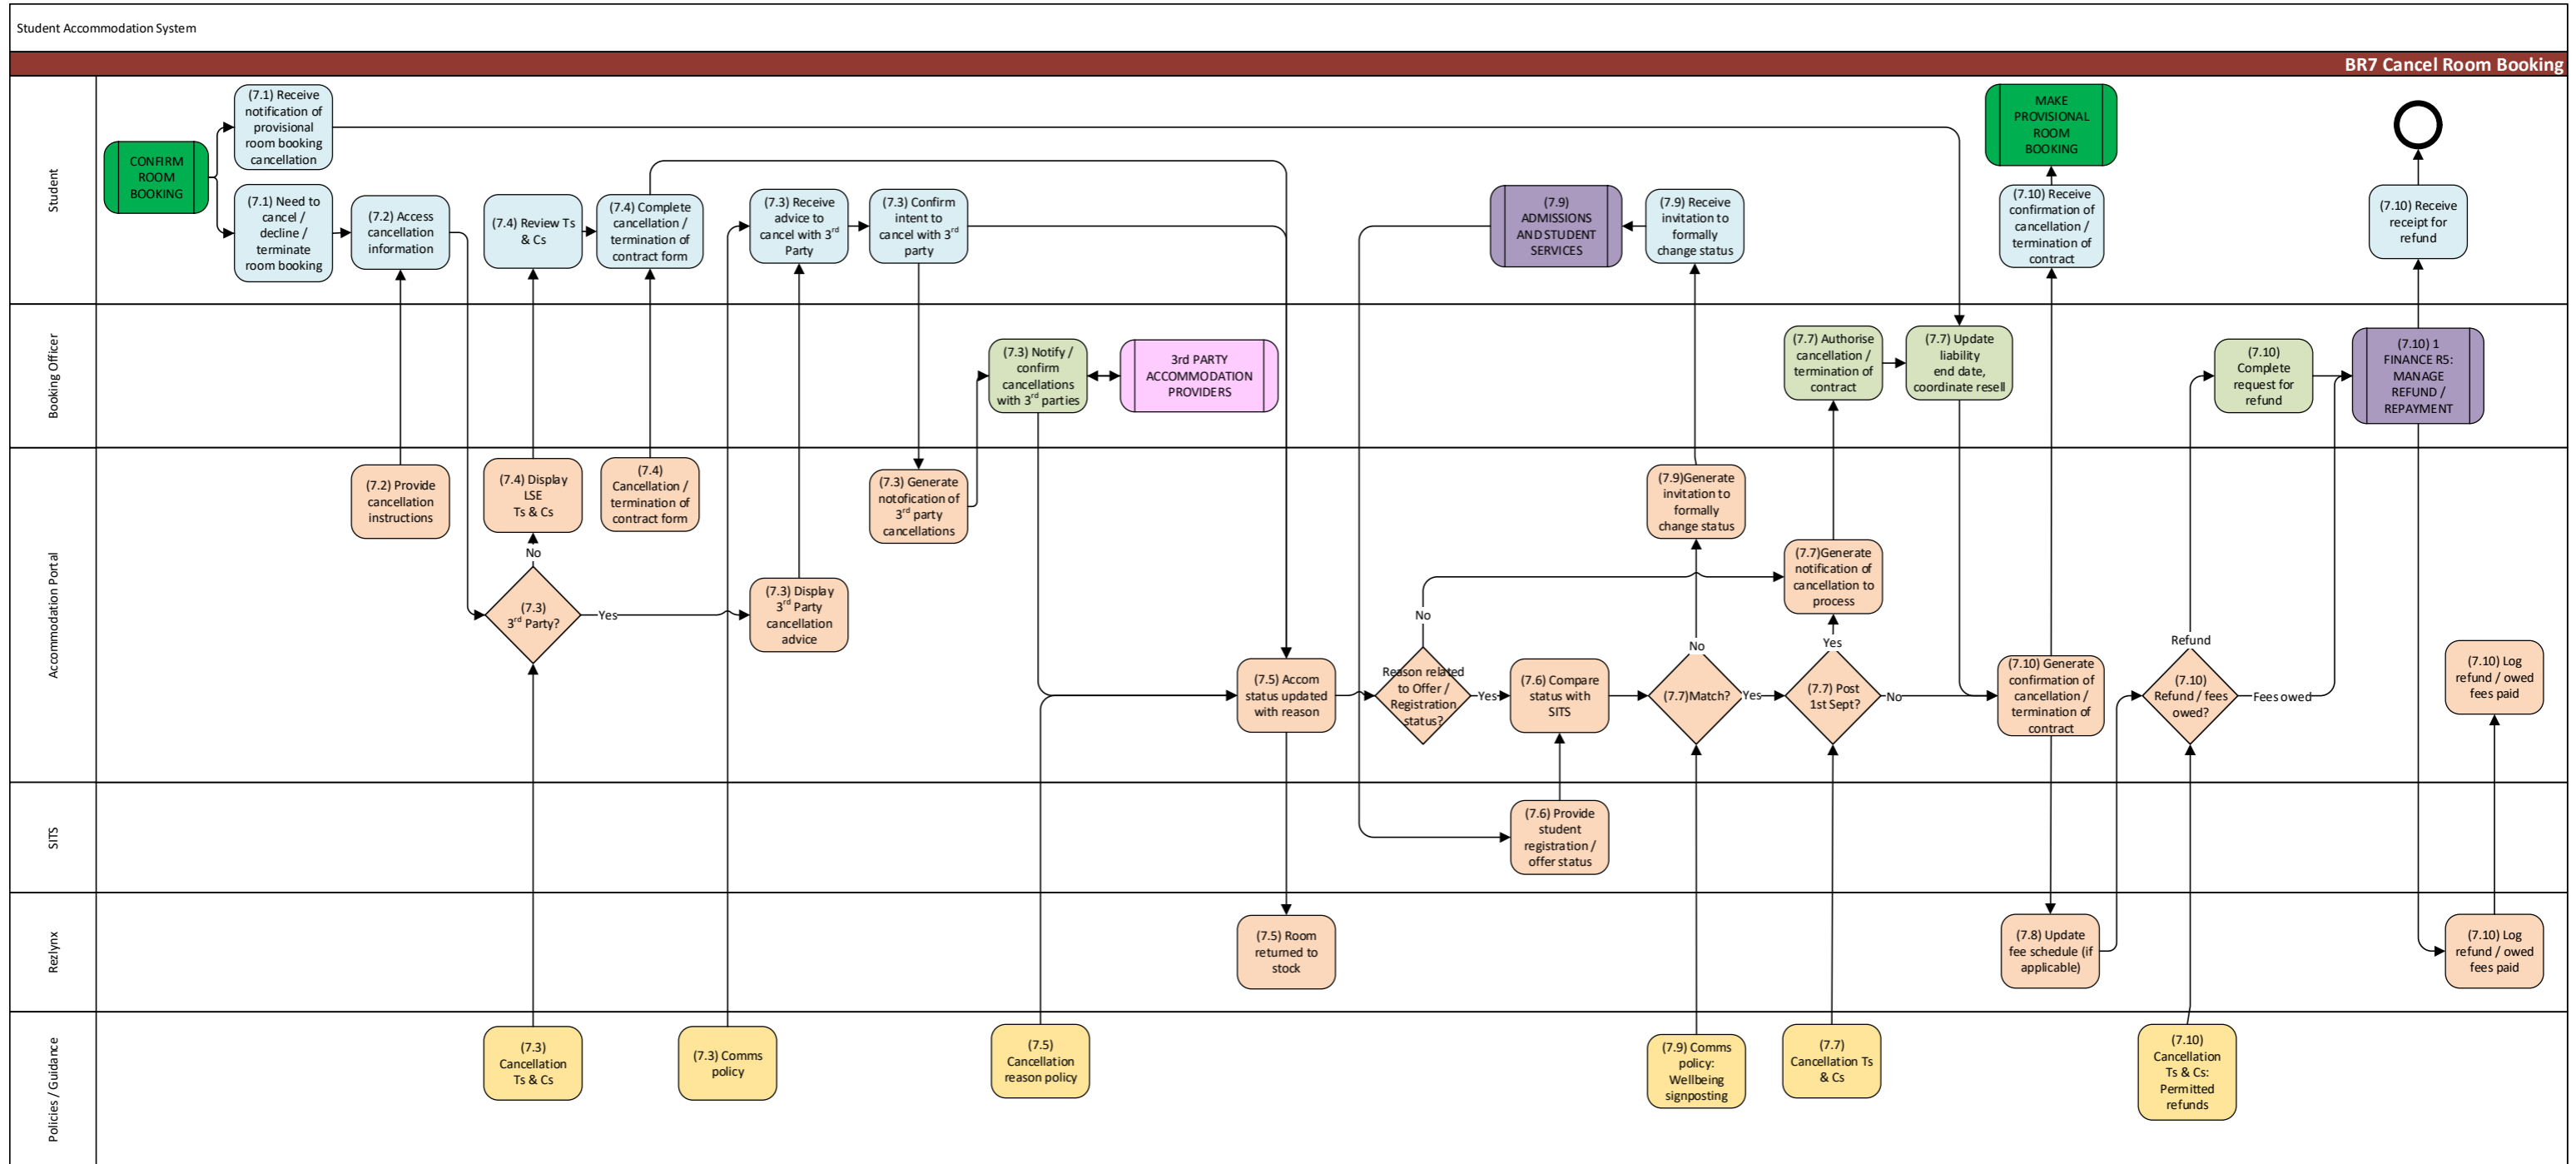 Student Accommodation System
BR7 Cancel Room Booking
Student
CONFIRM
ROOM
BOOKING
(7.1) Receive
notification of
provisional
room booking
cancellation
(7.1) Need to
cancel /
decline /
terminate
room booking
(7.2) Access
cancellation
information
(7.4) Review Ts
& Cs
(7.4) Complete
cancellation /
termination of
contract form
(7.3) Receive
advice to
cancel with 3rd
Party
(7.3) Confirm
intent to
cancel with 3rd
party
(7.9)
ADMISSIONS
AND STUDENT
SERVICES
(7.9) Receive
invitation to
formally
change status
MAKE
PROVISIONAL
ROOM
BOOKING
(7.10) Receive
confirmation of
cancellation /
termination of
contract
(7.10) Receive
receipt for
refund
Booking Officer
(7.3) Notify /
confirm
cancellations
with 3rd parties
3rd PARTY
ACCOMMODATION
PROVIDERS
(7.7) Authorise
cancellation /
termination of
contract
(7.7) Update
liability
end date,
coordinate resell
(7.10)
Complete
request for
refund
(7.10) 1
FINANCE R5:
MANAGE
REFUND /
REPAYMENT
Accommodation Portal
(7.2) Provide
cancellation
instructions
(7.4) Display
LSE
Ts & Cs
(7.4)
Cancellation /
termination of
contract form
(7.3) Generate
notofication of
3rd party
cancellations
(7.9)Generate
invitation to
formally
change status
No
(7.3)
3rd Party?
Yes
(7.3) Display
3rd Party
cancellation
advice
(7.7)Generate
notification of
cancellation to
process
(7.5) Accom
status updated
with reason
No
Reason related
to Offer /
Registration
status?
Yes
(7.6) Compare
status with
SITS
No
(7.7)Match?
Yes
Yes
(7.7) Post
1st Sept?
No
(7.10) Generate
confirmation of
cancellation /
termination of
contract
Refund
(7.10)
Refund / fees
owed?
Fees owed
(7.10) Log
refund / owed
fees paid
SITS
(7.6) Provide
student
registration /
offer status
Rezlynx
(7.5) Room
returned to
stock
(7.8) Update
fee schedule (if
applicable)
(7.10) Log
refund / owed
fees paid
Policies / Guidance
(7.3)
Cancellation
Ts & Cs
(7.3) Comms
policy
(7.5)
Cancellation
reason policy
(7.9) Comms
policy:
Wellbeing
signposting
(7.7)
Cancellation Ts
& Cs
(7.10)
Cancellation
Ts & Cs:
Permitted
refunds